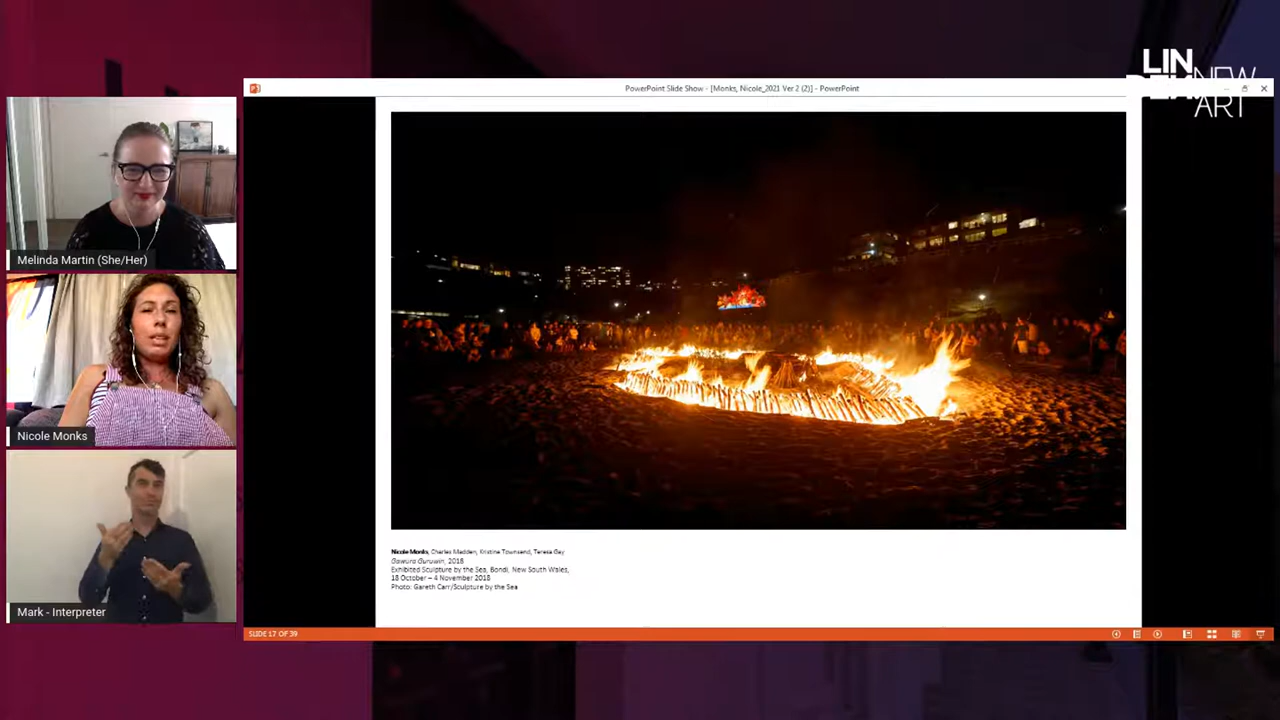 LIN
DEN NEW
ART
PowerPoint Slide Show - [Monks, Nicole_2021 Ver 2 (2)] - PowerPoint
Melinda Martin (She/Her)
Nicole Monks
Mark - Interpreter
Nicole Monks, Charles Madden, Kristine Townsend, Teresa Gay
Gawura Guruwin, 2018
Exhibited Sculpture by the Sea, Bondi, New South Wales,
18 October – 4 November 2018
Photo: Gareth Carr/Sculpture by the Sea
SLIDE 17 OF 39